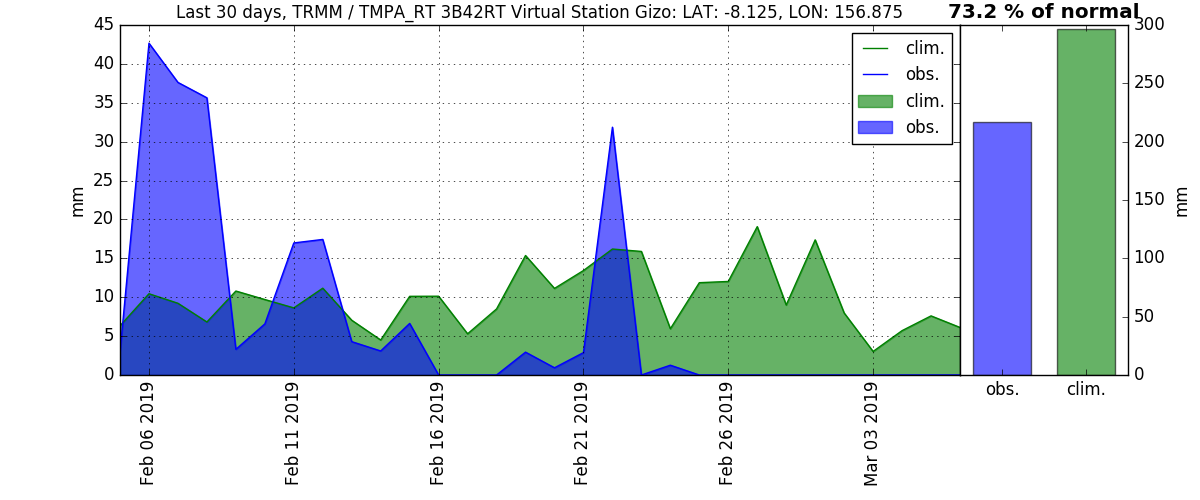 Last 30 days, TRMM / TMPA_RT 3B42RT Virtual Station Gizo: LAT: -8.125, LON: 156.875
73.2 % of normal
45
40
35
30
25
20
15
10
5
0
mm
clim.
obs.
clim.
obs.
Feb 06 2019
Feb 11 2019
Feb 16 2019
Feb 21 2019
Feb 26 2019
Mar 03 2019
300
250
200
150
100
50
0
mm
obs.
clim.